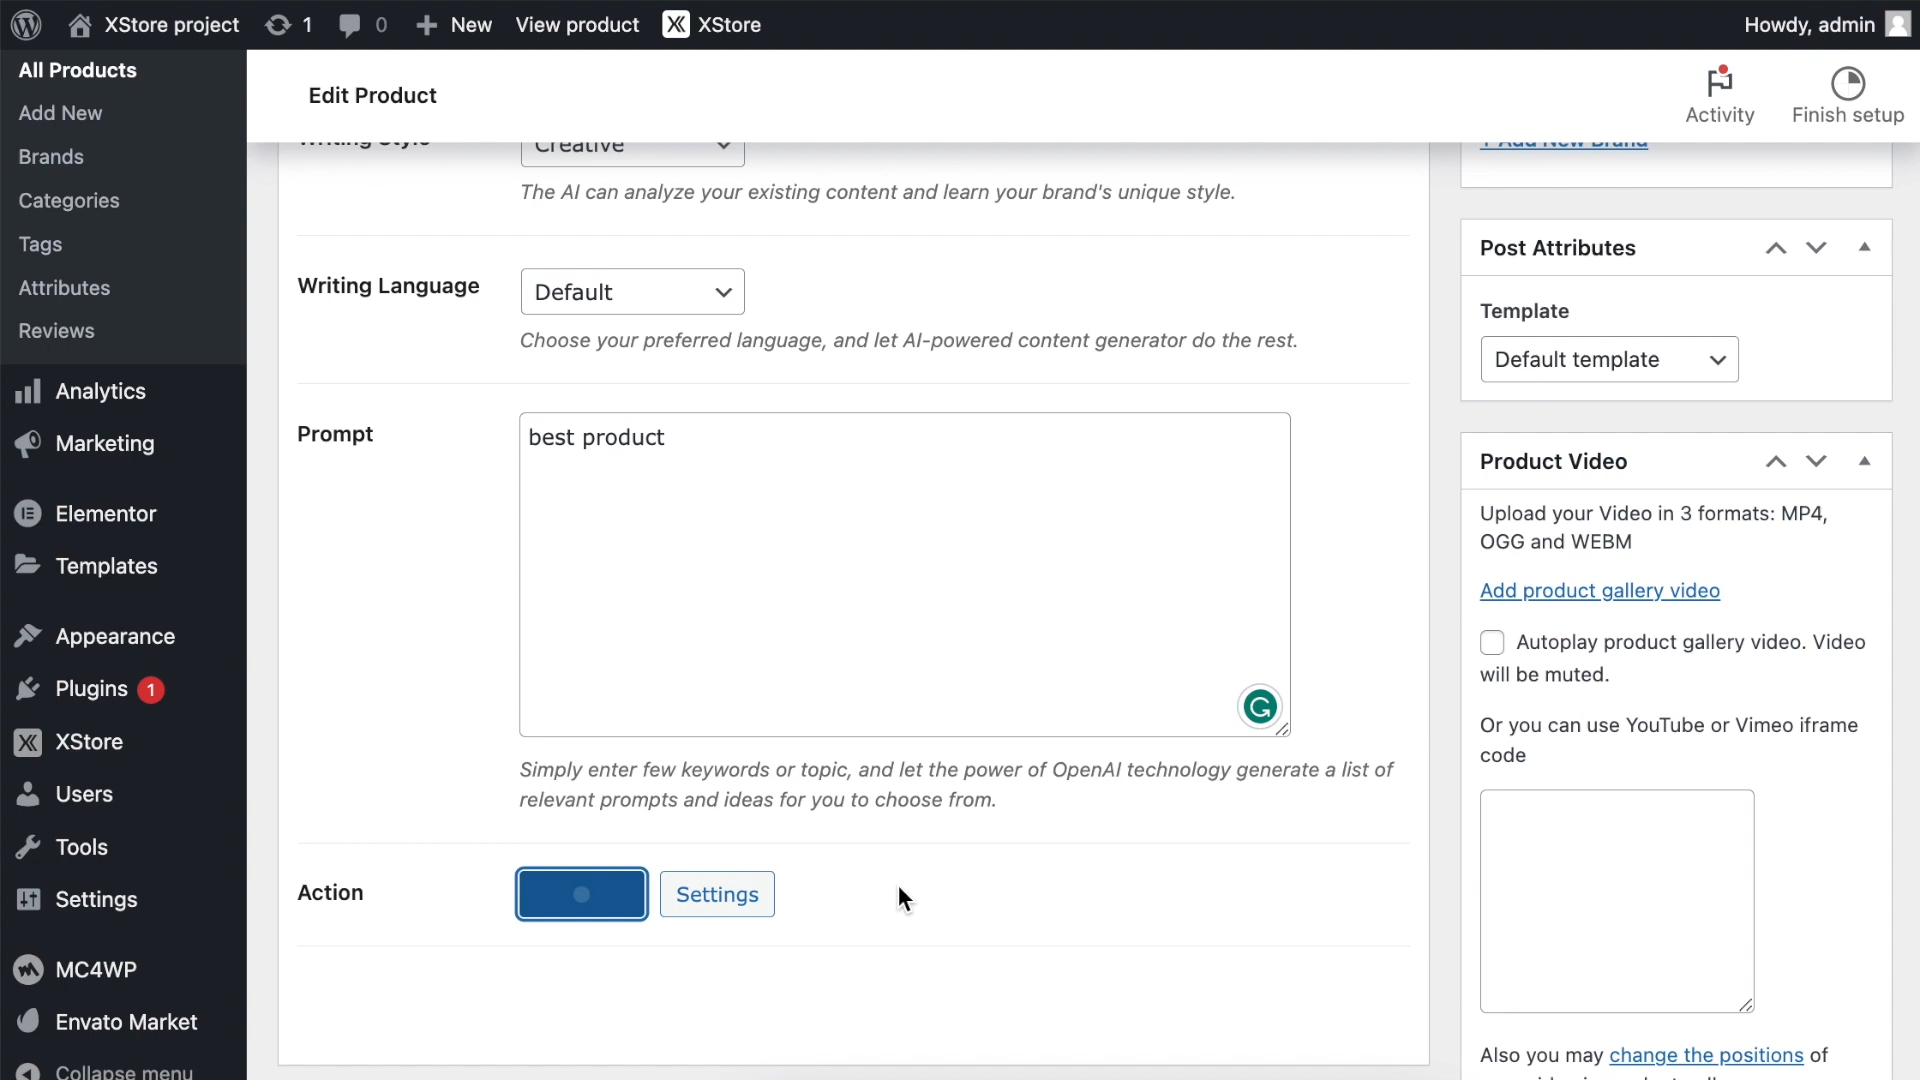 XStore project
1
0
New
View product
XStore
Howdy, admin
All Products
Add New
Brands
Categories
Tags
Attributes
Reviews
Analytics
Marketing
Elementor
Templates
Appearance
Plugins 1
XStore
Users
Tools
Settings
MC4WP
Envato Market
Collapse menu
Edit Product
Activity
Finish setup
Writing Style
Creative
The AI can analyze your existing content and learn your brand's unique style.
Writing Language
Default
Choose your preferred language, and let AI-powered content generator do the rest.
Prompt
best product
Simply enter few keywords or topic, and let the power of OpenAI technology generate a list of
relevant prompts and ideas for you to choose from.
Action
Settings
+ Add New Brand
Post Attributes
Template
Default template
Product Video
Upload your Video in 3 formats: MP4,
OGG and WEBM
Add product gallery video
Autoplay product gallery video. Video
will be muted.
Or you can use YouTube or Vimeo iframe
code
Also you may change the positions of